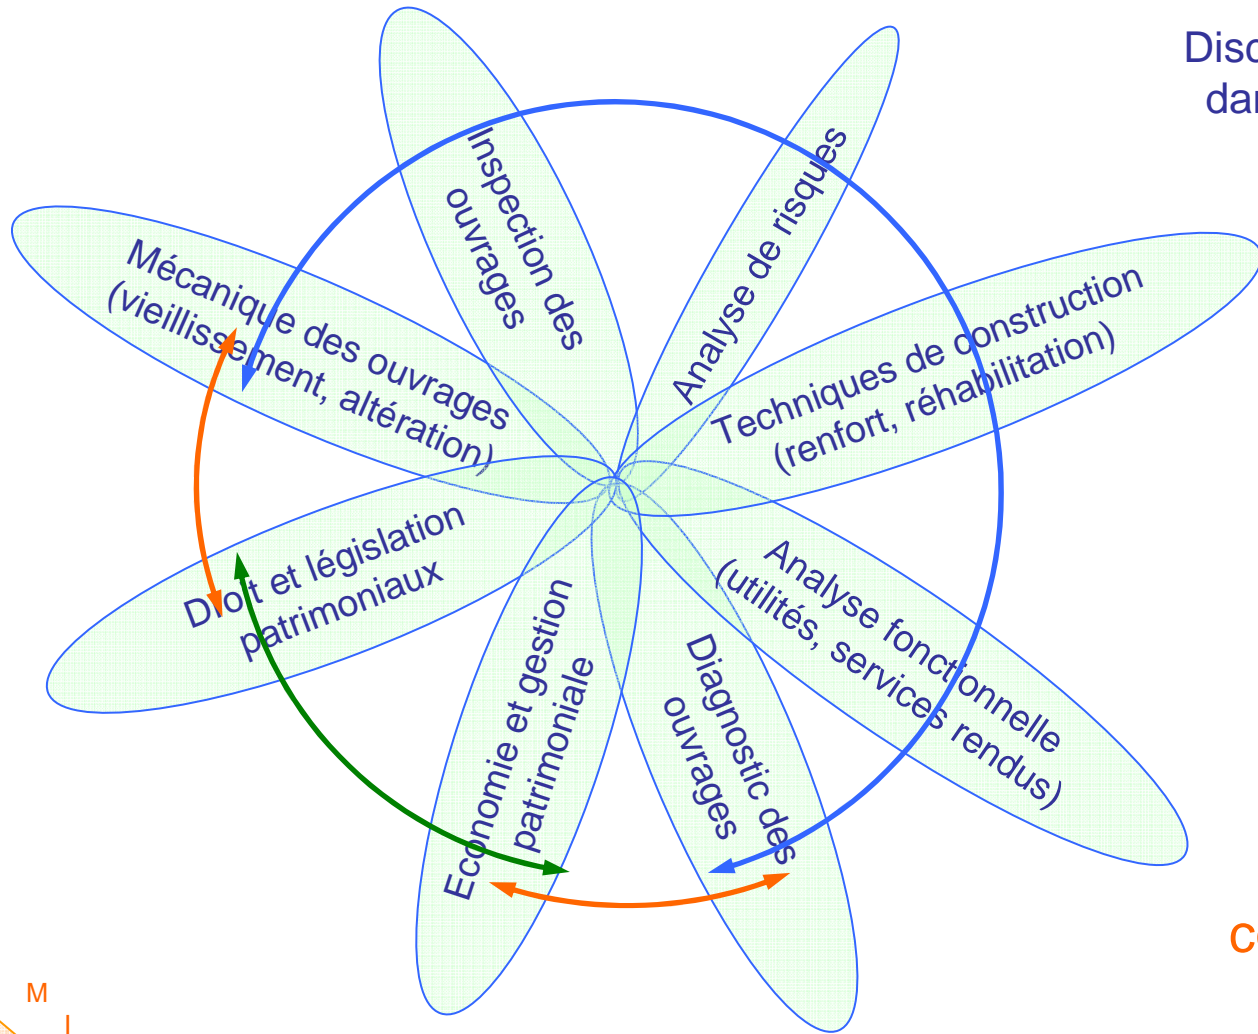 Inspection des
ouvrages
Analyse de risques
Mécanique des ouvrages
(vieillissement, altération)
Techniques de construction
(renfort, réhabilitation)
Droit et législation
patrimoniaux
Analyse fonctionnelle
(utilités, services rendus)
Economie et gestion
patrimoniale
Diagnostic des
ouvrages
M